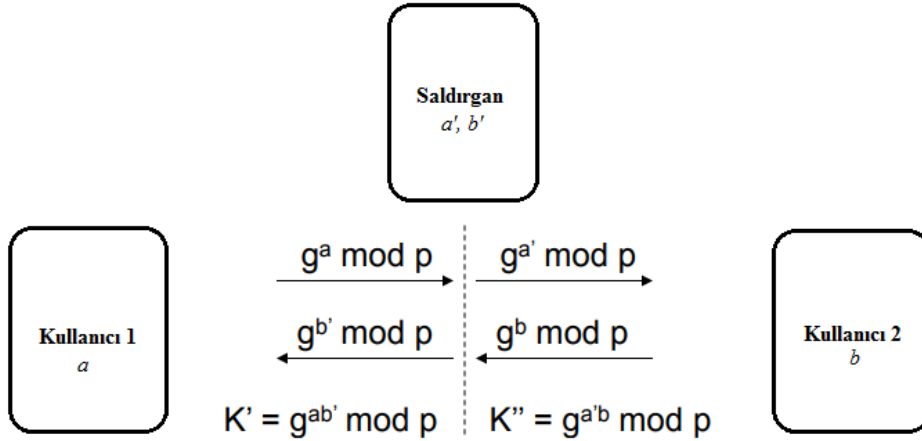 Saldırgan
a', b'
g^a mod p
g^a' mod p
Kullanıcı 1
a
g^b' mod p
g^b mod p
Kullanıcı 2
b
K' = g^ab' mod p
K'' = g^a'b mod p